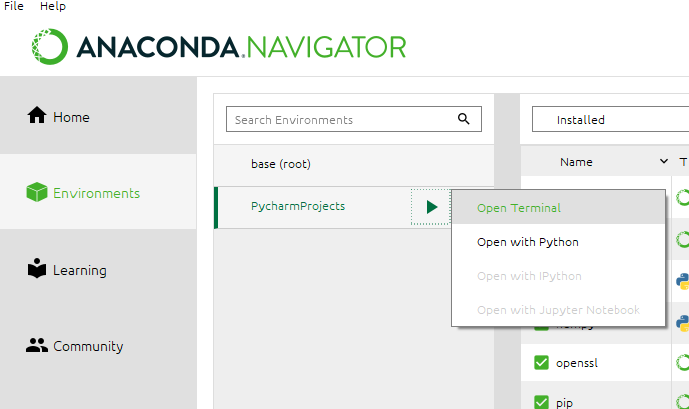 File Help
ANACONDA.NAVIGATOR
Home
Environments
Learning
Community
Search Environments
base (root)
PycharmProjects
Open Terminal
Open with Python
Open with IPython
Open with Jupyter Notebook
Installed
Name T
numpy
openssl
pip